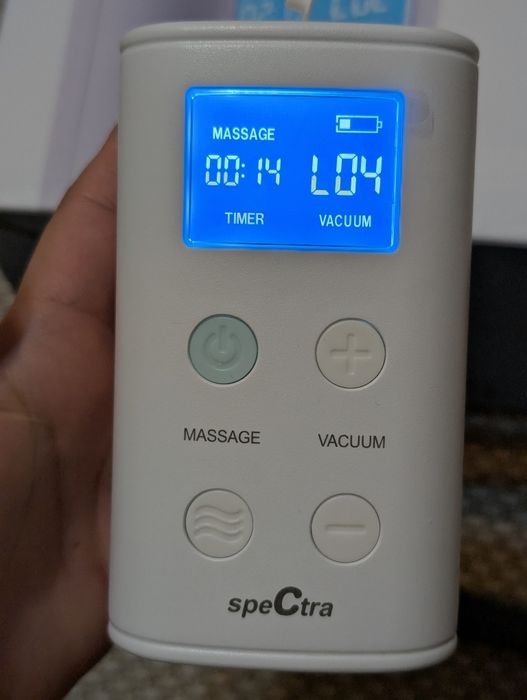 MASSAGE
00:14 L04
TIMER VACUUM
MASSAGE VACUUM
speCtra